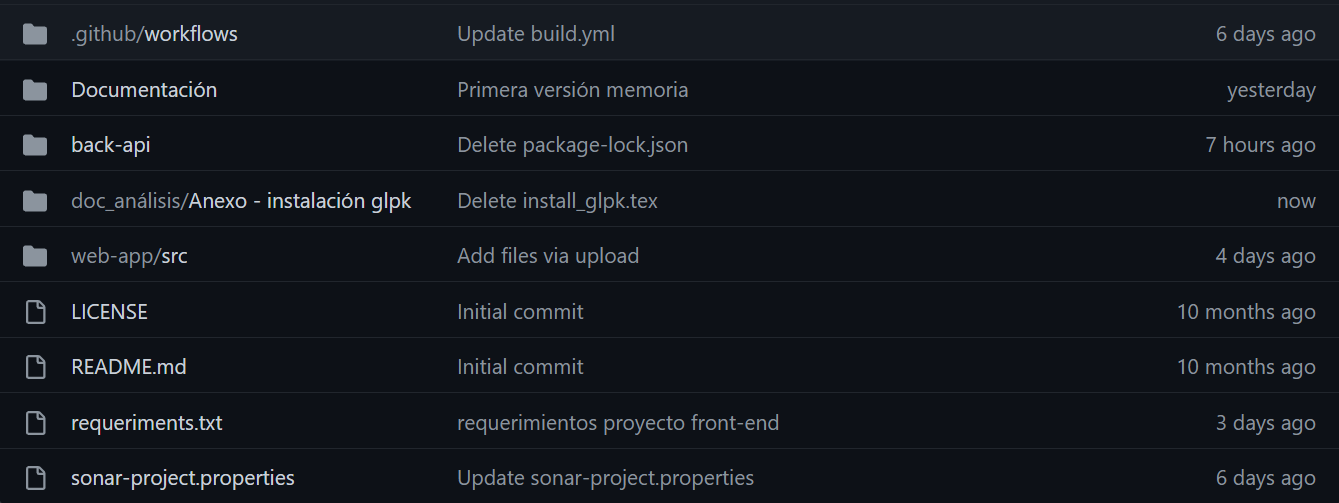 .github/workflows Update build.yml 6 days ago
Documentación Primera versión memoria yesterday
back-api Delete package-lock.json 7 hours ago
doc_análisis/Anexo - instalación glpk Delete install_glpk.tex now
web-app/src Add files via upload 4 days ago
LICENSE Initial commit 10 months ago
README.md Initial commit 10 months ago
requeriments.txt requerimientos proyecto front-end 3 days ago
sonar-project.properties Update sonar-project.properties 6 days ago